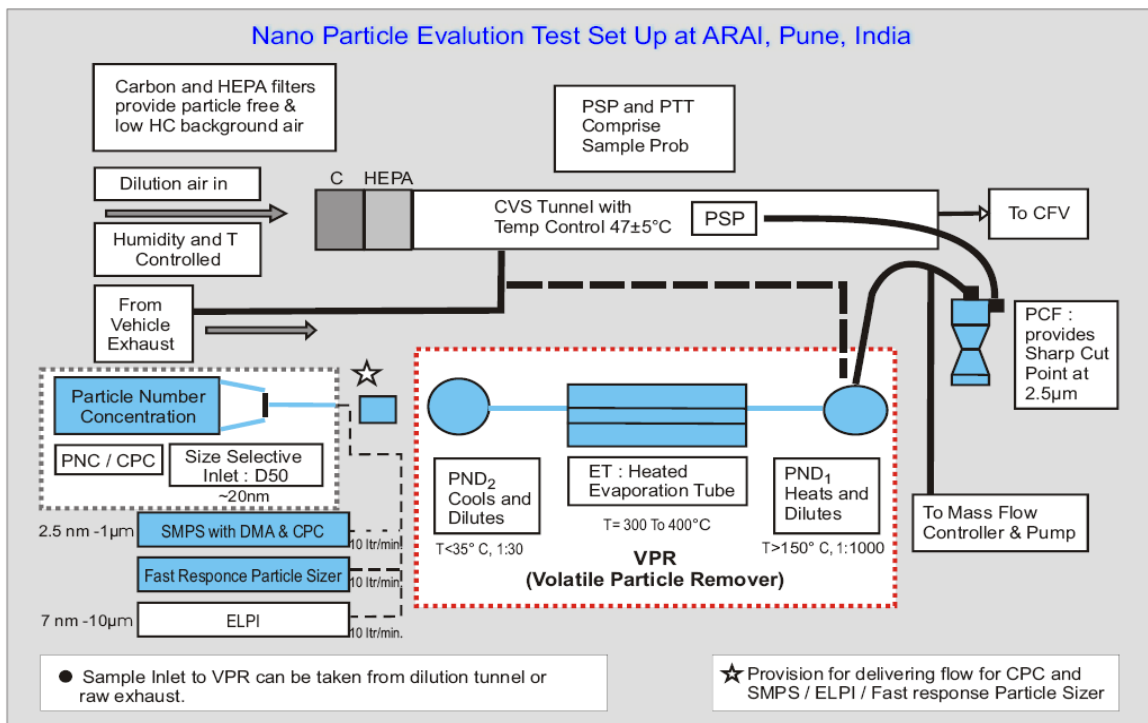 Nano Particle Evalution Test Set Up at ARAI, Pune, India
Carbon and HEPA filters
provide particle free &
low HC background air
PSP and PTT
Comprise
Sample Prob
Dilution air in
Humidity and T
Controlled
C
HEPA
CVS Tunnel with
Temp Control 47±5°C
PSP
To CFV
From
Vehicle
Exhaust
PCF :
provides
Sharp Cut
Point at
2.5µm
Particle Number
Concentration
PNC / CPC
Size Selective
Inlet : D50
~20nm
PND₂
Cools and
Dilutes
T<35° C, 1:30
ET : Heated
Evaporation Tube
T= 300 To 400°C
PND₁
Heats and
Dilutes
T>150° C, 1:1000
VPR
(Volatile Particle Remover)
To Mass Flow
Controller & Pump
2.5 nm -1µm
SMPS with DMA & CPC
10 ltr/min.
Fast Responce Particle Sizer
10 ltr/min.
7 nm -10µm
ELPI
10 ltr/min.
● Sample Inlet to VPR can be taken from dilution tunnel or
raw exhaust.
☆ Provision for delivering flow for CPC and
SMPS / ELPI / Fast response Particle Sizer